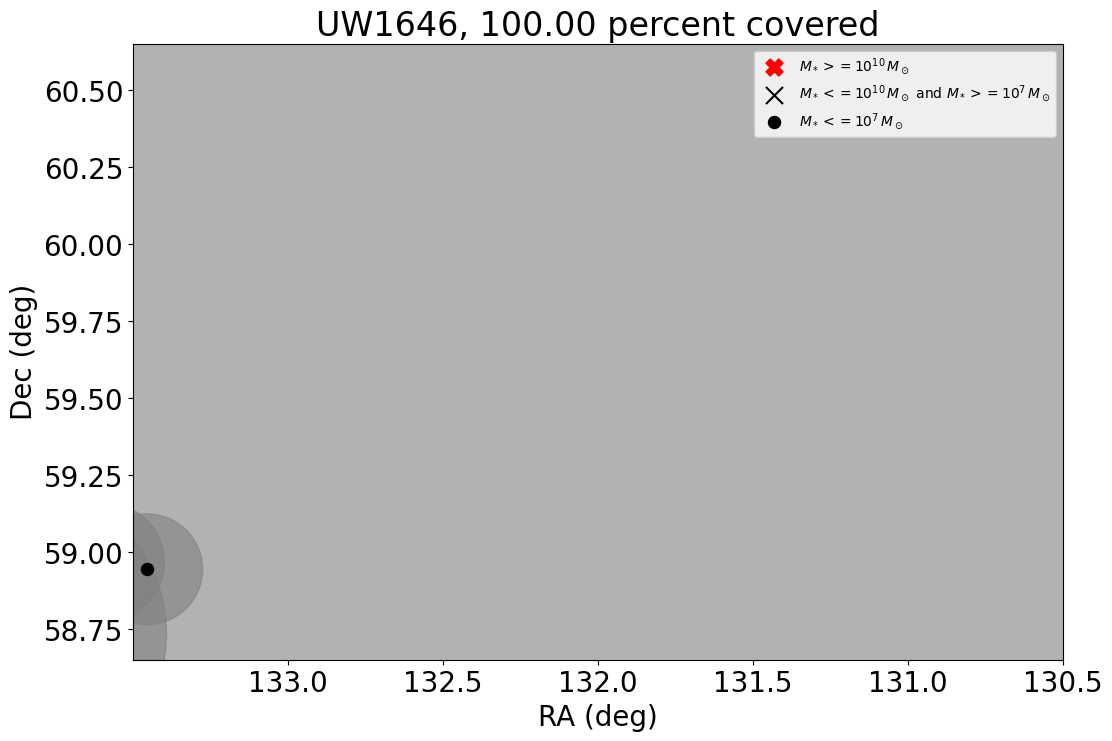 UW1646, 100.00 percent covered
M* >= 10^10 M⊙
M* <= 10^10 M⊙ and M* >= 10^7 M⊙
M* <= 10^7 M⊙
60.50
60.25
60.00
59.75
59.50
59.25
59.00
58.75
Dec (deg)
133.0 132.5 132.0 131.5 131.0 130.5
RA (deg)